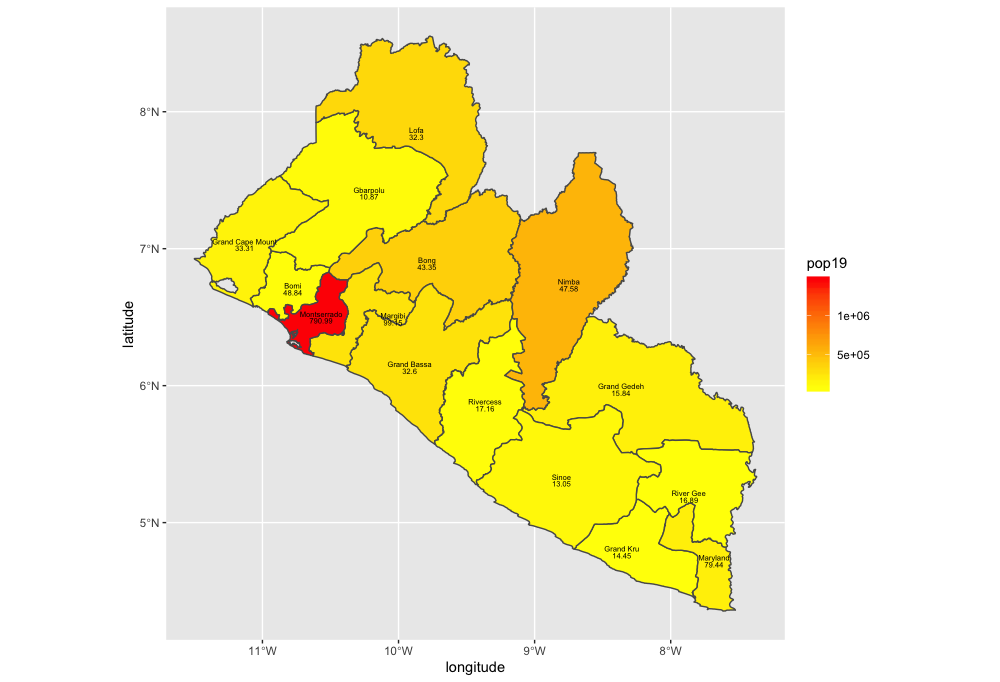 8°N
7°N
6°N
5°N
latitude
11°W
10°W
9°W
8°W
longitude
Lofa
32.3
Gbarpolu
10.87
Grand Cape Mount
33.31
Bong
43.35
Bomi
48.84
Nimba
47.58
Montserrado
790.99
Margibi
99.45
Grand Bassa
32.6
Rivercess
17.16
Grand Gedeh
15.84
Sinoe
13.05
River Gee
16.89
Grand Kru
14.45
Maryland
79.44
pop19
1e+06
5e+05